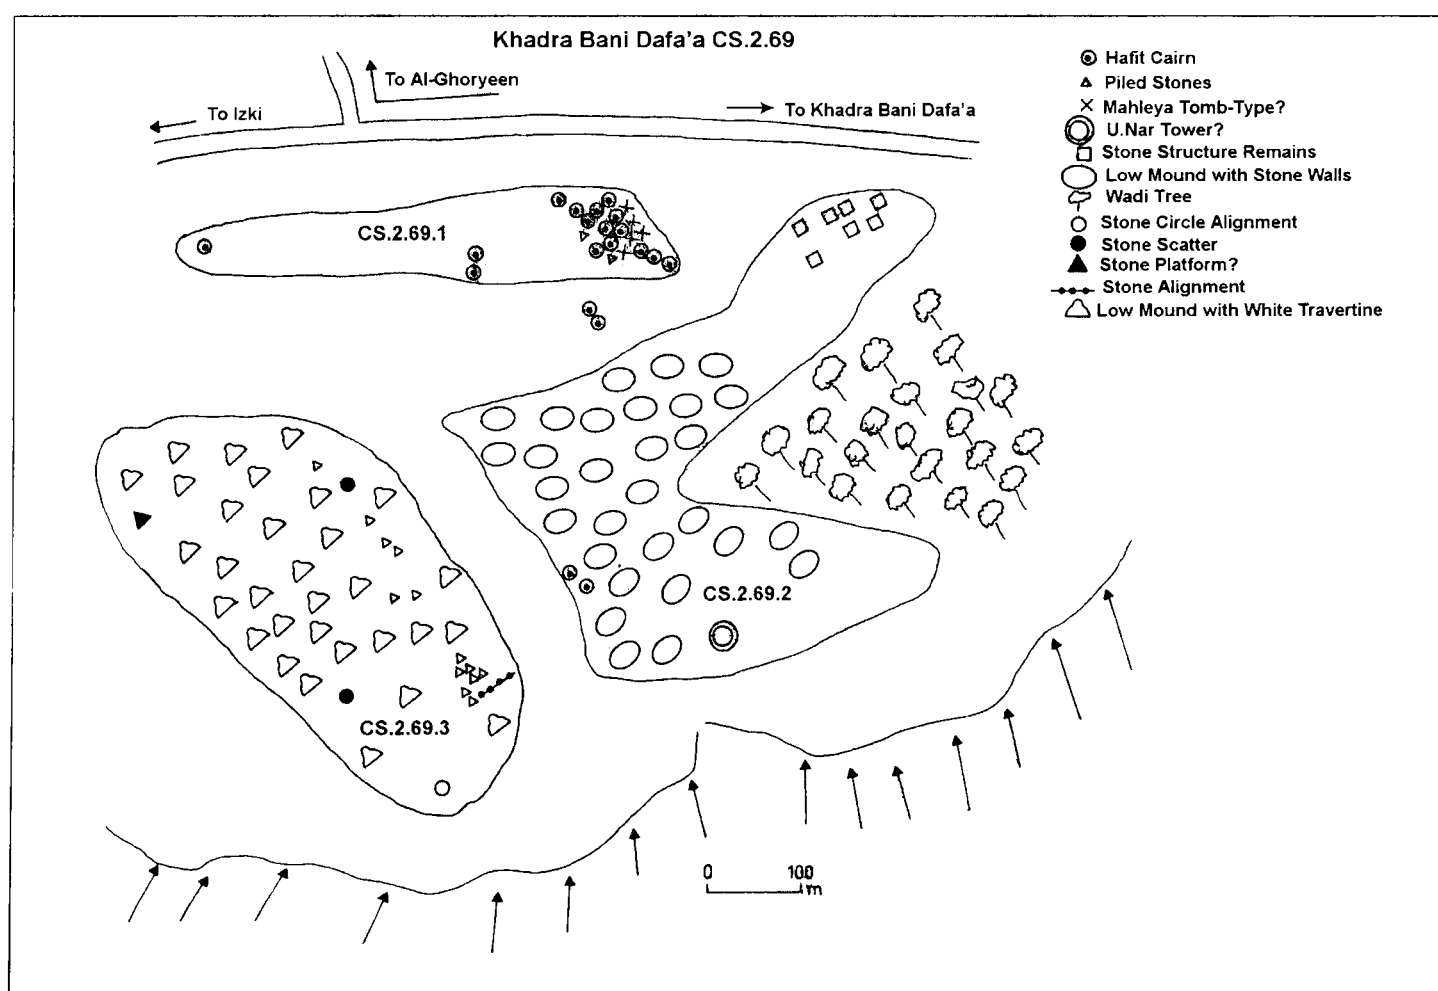 Khadra Bani Dafa'a CS.2.69
To Al-Ghoryeen
To Izki
To Khadra Bani Dafa'a
Hafit Cairn
Piled Stones
Mahleya Tomb-Type?
U.Nar Tower?
Stone Structure Remains
Low Mound with Stone Walls
Wadi Tree
Stone Circle Alignment
Stone Scatter
Stone Platform?
Stone Alignment
Low Mound with White Travertine
CS.2.69.1
CS.2.69.2
CS.2.69.3
0 100
m